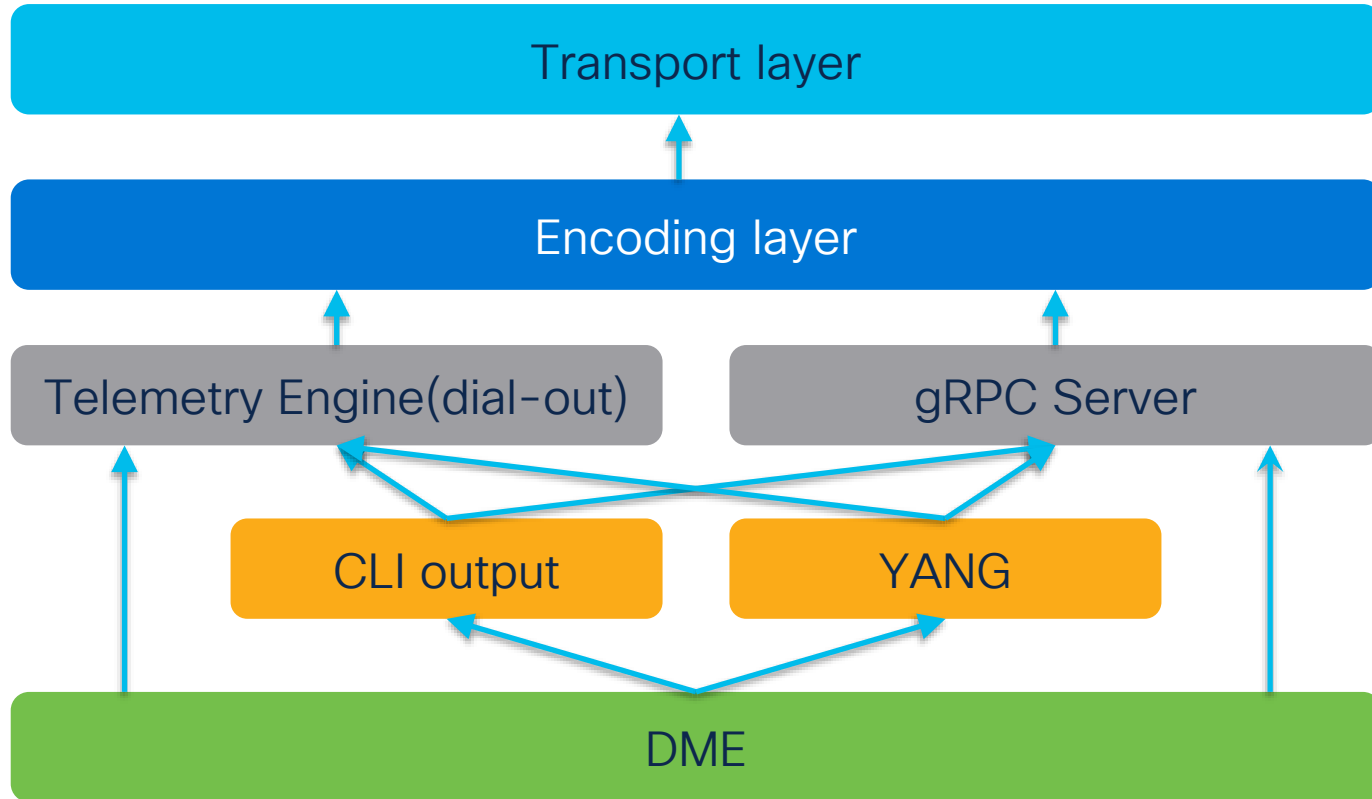 Transport layer
Encoding layer
Telemetry Engine(dial-out)
gRPC Server
CLI output
YANG
DME